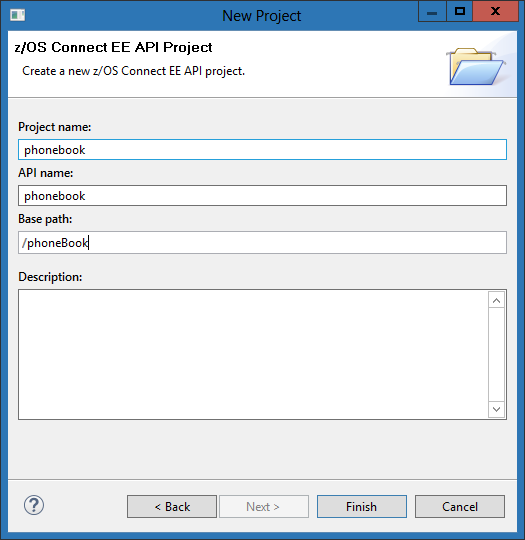 New Project
z/OS Connect EE API Project
Create a new z/OS Connect EE API project.
Project name:
phonebook
API name:
phonebook
Base path:
/phoneBook
Description:
?
< Back Next > Finish Cancel